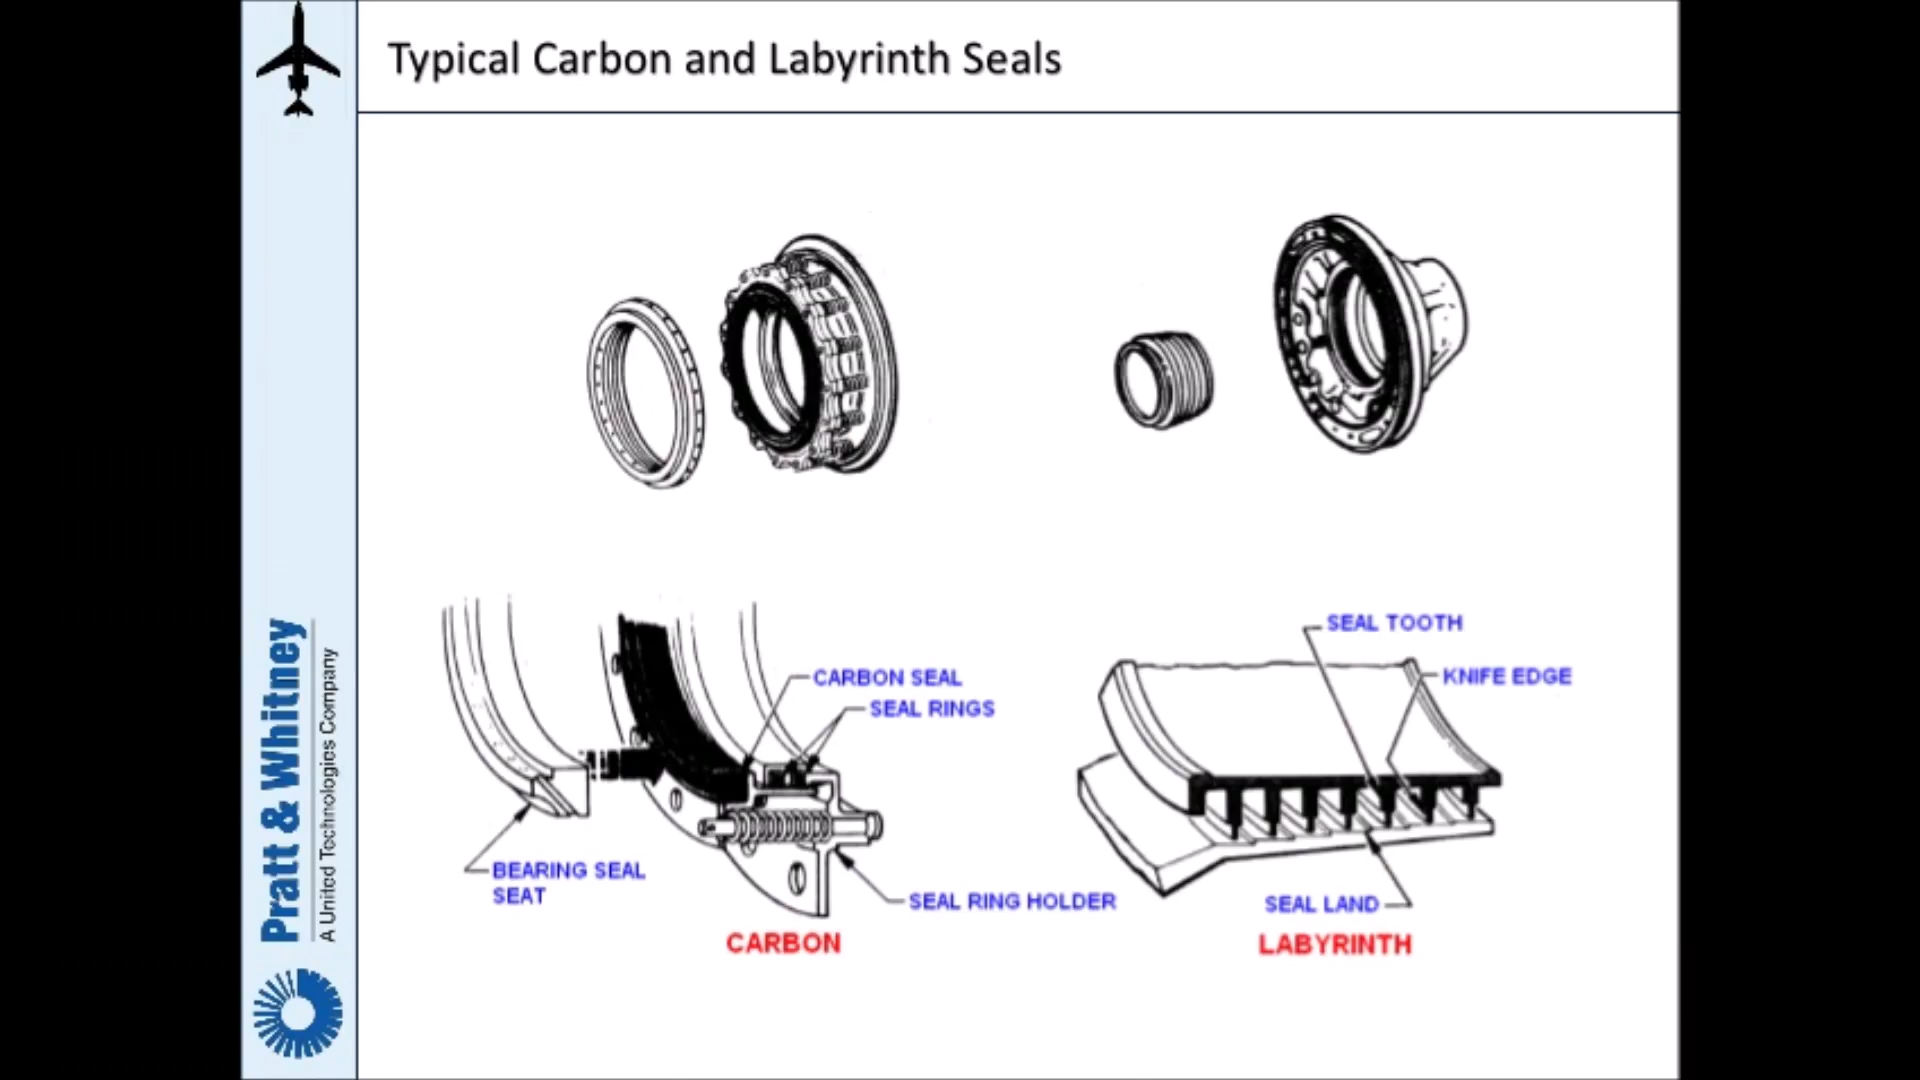 Typical Carbon and Labyrinth Seals
SEAL TOOTH
KNIFE EDGE
CARBON SEAL
SEAL RINGS
BEARING SEAL
SEAT
SEAL RING HOLDER
SEAL LAND
CARBON
LABYRINTH
Pratt & Whitney
A United Technologies Company